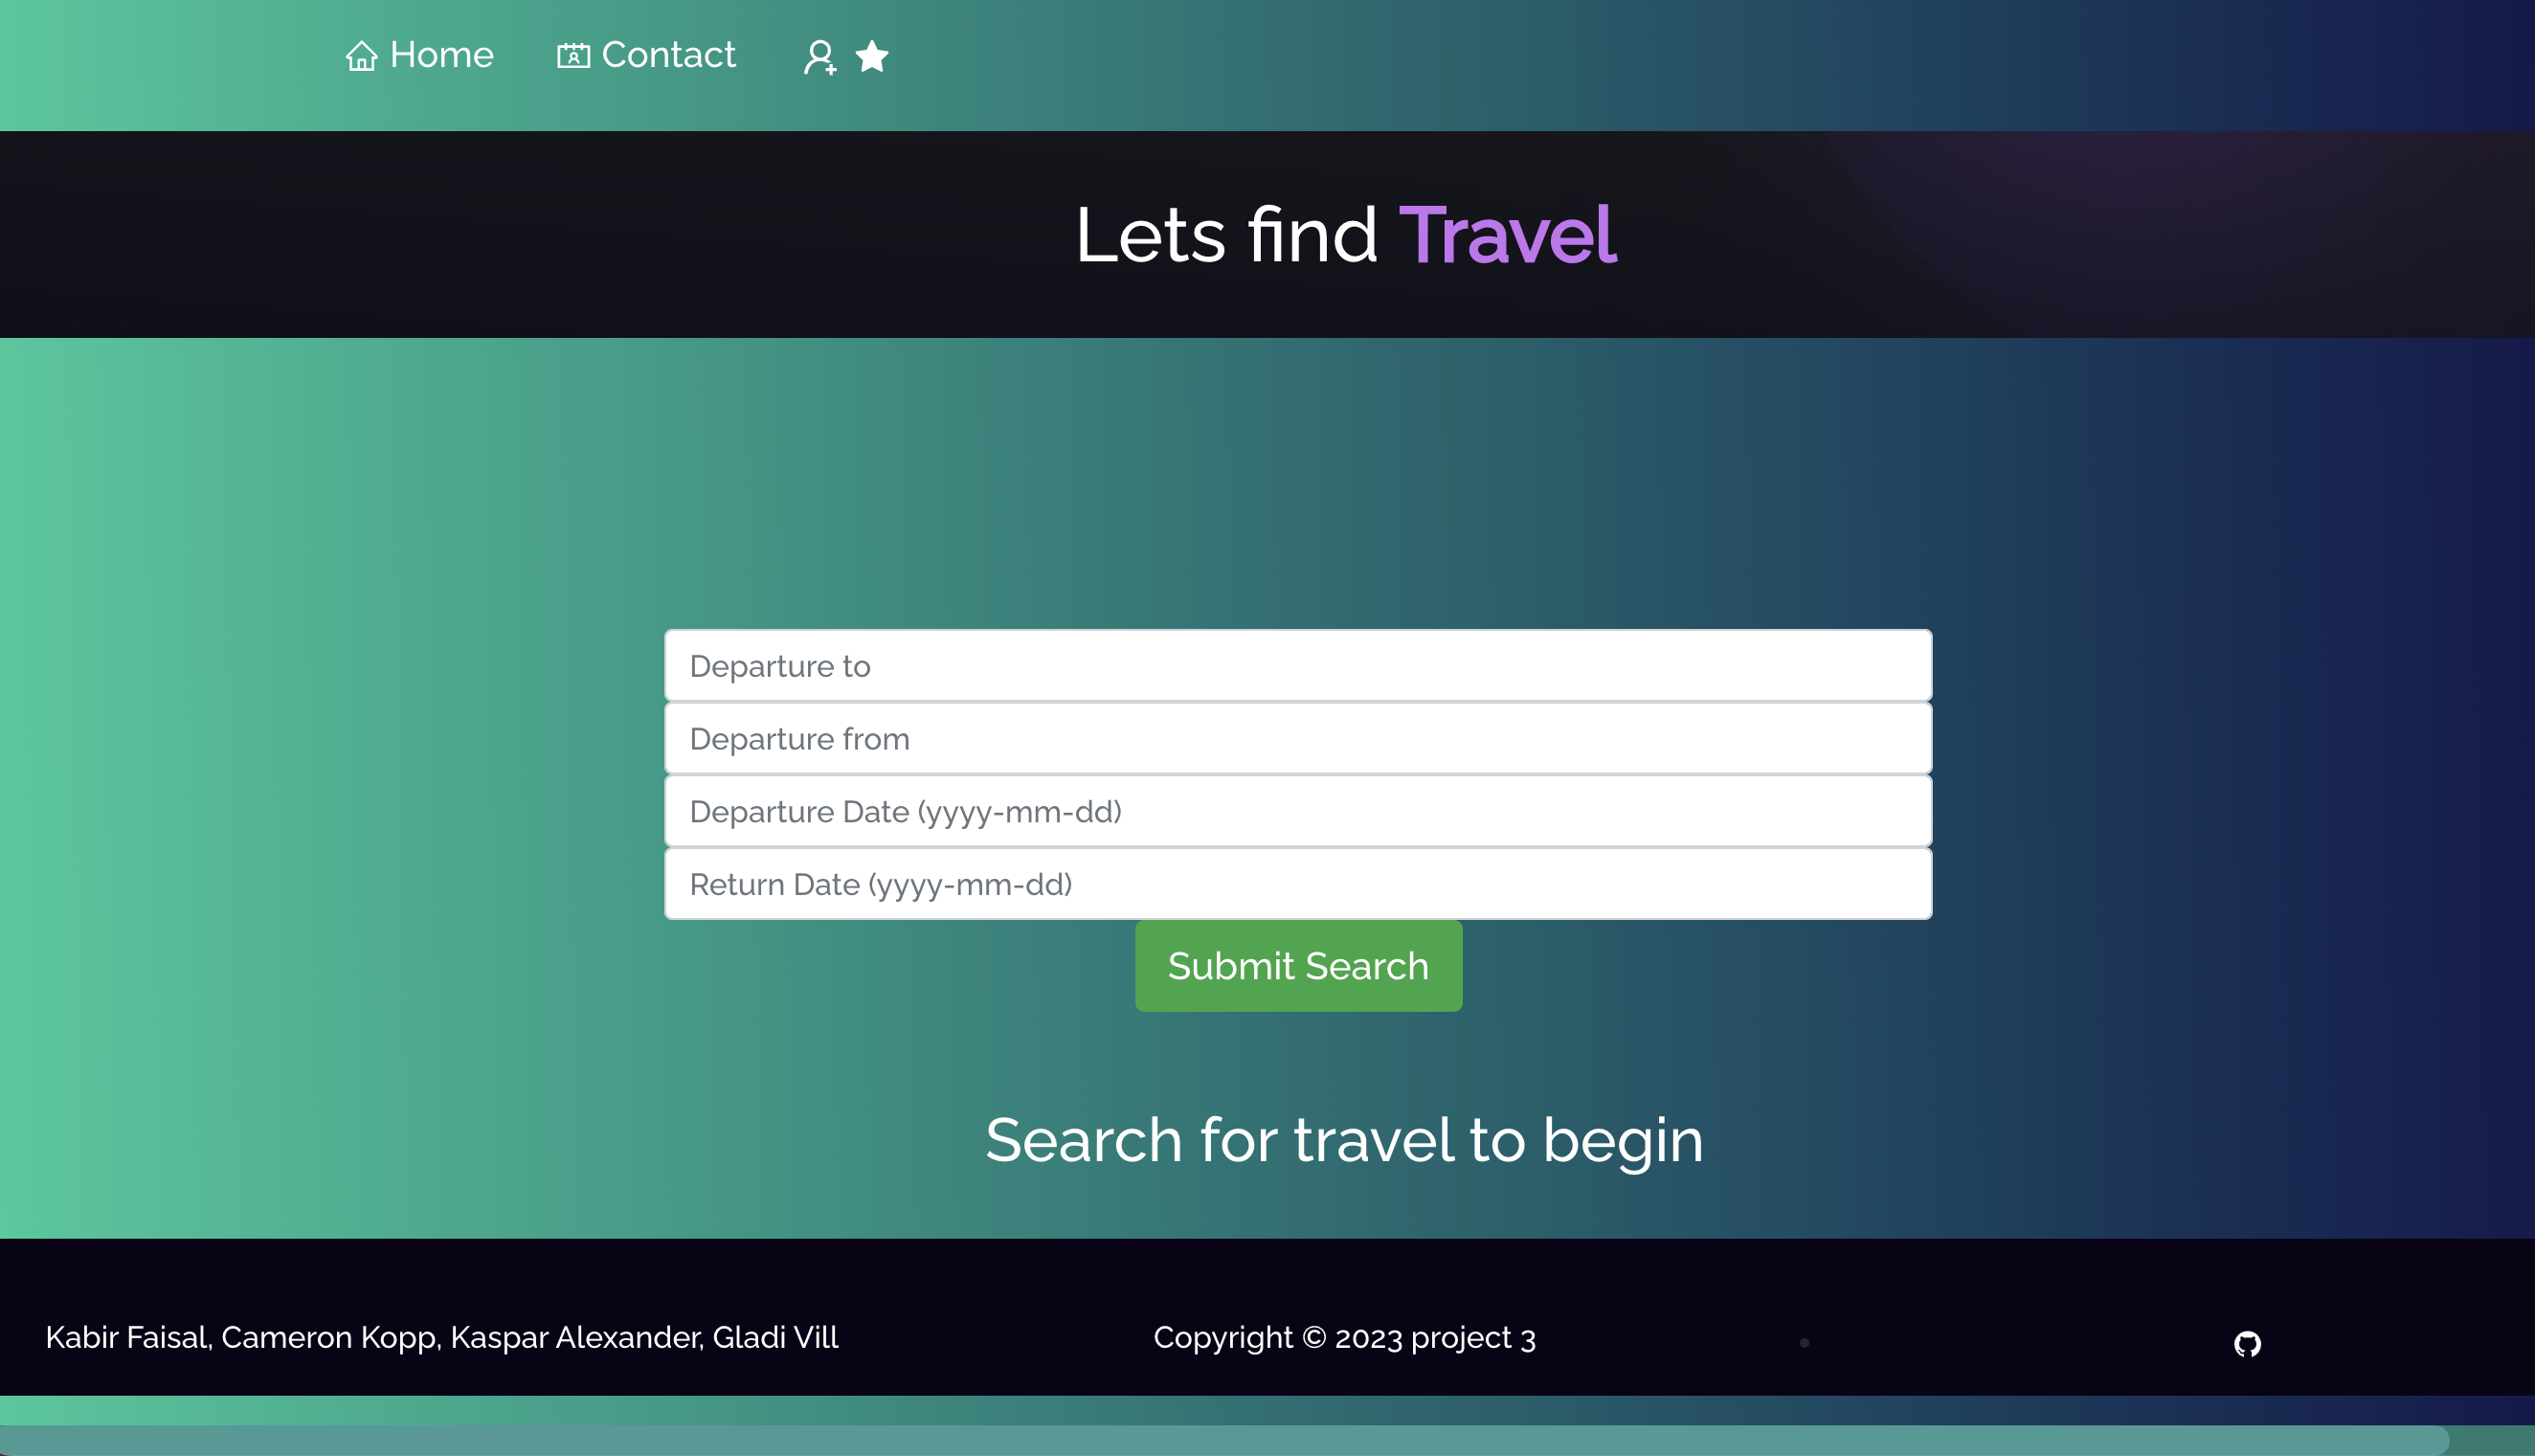 Home Contact
Lets find Travel
Departure to
Departure from
Departure Date (yyyy-mm-dd)
Return Date (yyyy-mm-dd)
Submit Search
Search for travel to begin
Kabir Faisal, Cameron Kopp, Kaspar Alexander, Gladi Vill
Copyright © 2023 project 3